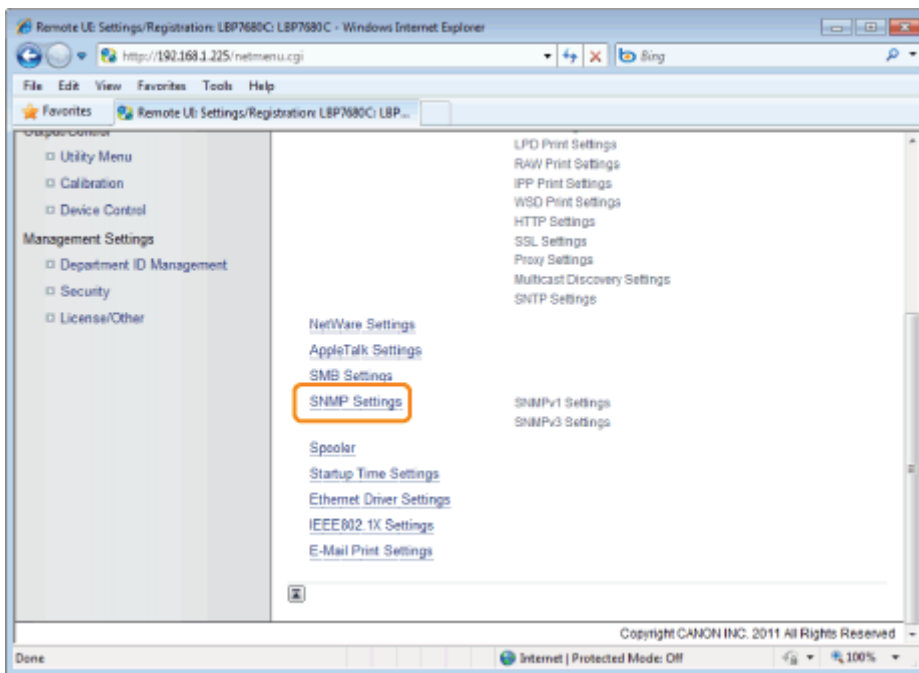 Remote UI: Settings/Registration: LBP7680C: LBP7680C - Windows Internet Explorer
http://192.168.1.225/netmenu.cgi
Bing
File Edit View Favorites Tools Help
Favorites
Remote UI: Settings/Registration: LBP7680C: LBP...
Output Control
Utility Menu
Calibration
Device Control
Management Settings
Department ID Management
Security
License/Other
LPD Print Settings
RAW Print Settings
IPP Print Settings
WSD Print Settings
HTTP Settings
SSL Settings
Proxy Settings
Multicast Discovery Settings
SNTP Settings
NetWare Settings
AppleTalk Settings
SMB Settings
SNMP Settings
SNMPv1 Settings
SNMPv3 Settings
Spooler
Startup Time Settings
Ethernet Driver Settings
IEEE802.1X Settings
E-Mail Print Settings
Copyright CANON INC. 2011 All Rights Reserved
Done
Internet | Protected Mode: Off
100%